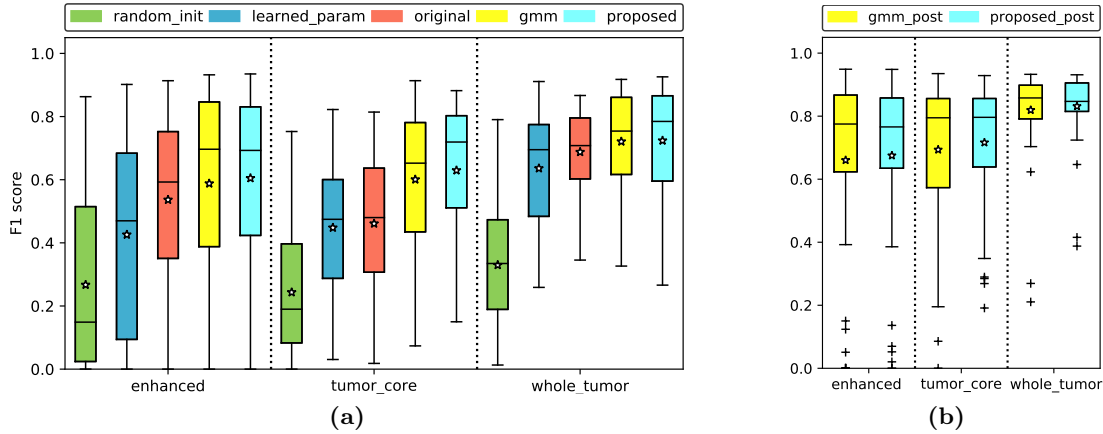 random_init learned_param original gmm proposed
F1 score
1.0
0.8
0.6
0.4
0.2
0.0
enhanced tumor_core whole_tumor
(a)
gmm_post proposed_post
1.0
0.8
0.6
0.4
0.2
0.0
enhanced tumor_core whole_tumor
(b)